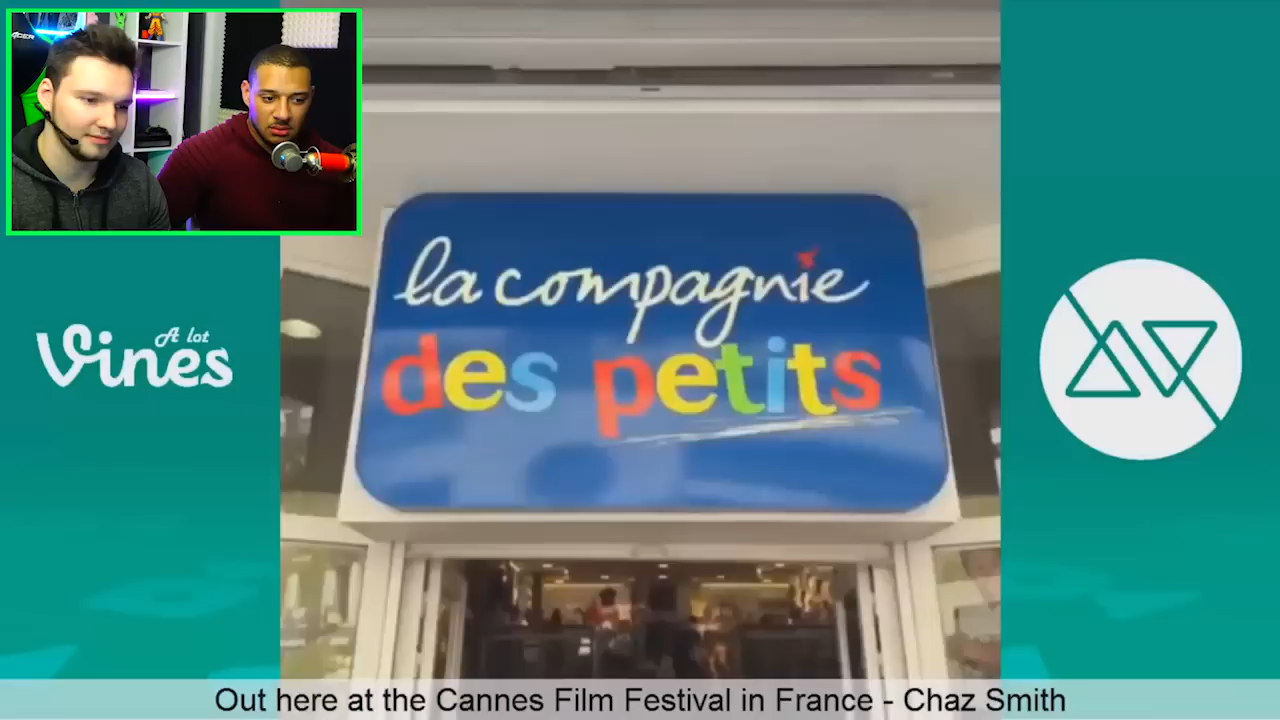 la compagnie
des petits
A lot
Vines
Out here at the Cannes Film Festival in France - Chaz Smith